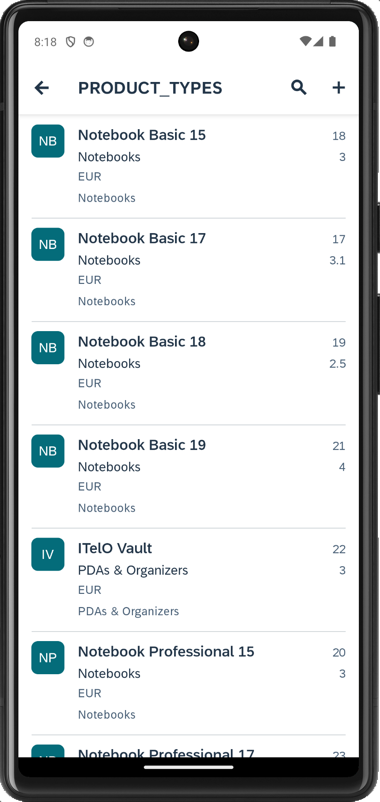 8:18
PRODUCT_TYPES
NB Notebook Basic 15 18
Notebooks 3
EUR
Notebooks
NB Notebook Basic 17 17
Notebooks 3.1
EUR
Notebooks
NB Notebook Basic 18 19
Notebooks 2.5
EUR
Notebooks
NB Notebook Basic 19 21
Notebooks 4
EUR
Notebooks
IV ITelO Vault 22
PDAs & Organizers 3
EUR
PDAs & Organizers
NP Notebook Professional 15 20
Notebooks 3
EUR
Notebooks
NP Notebook Professional 17 23